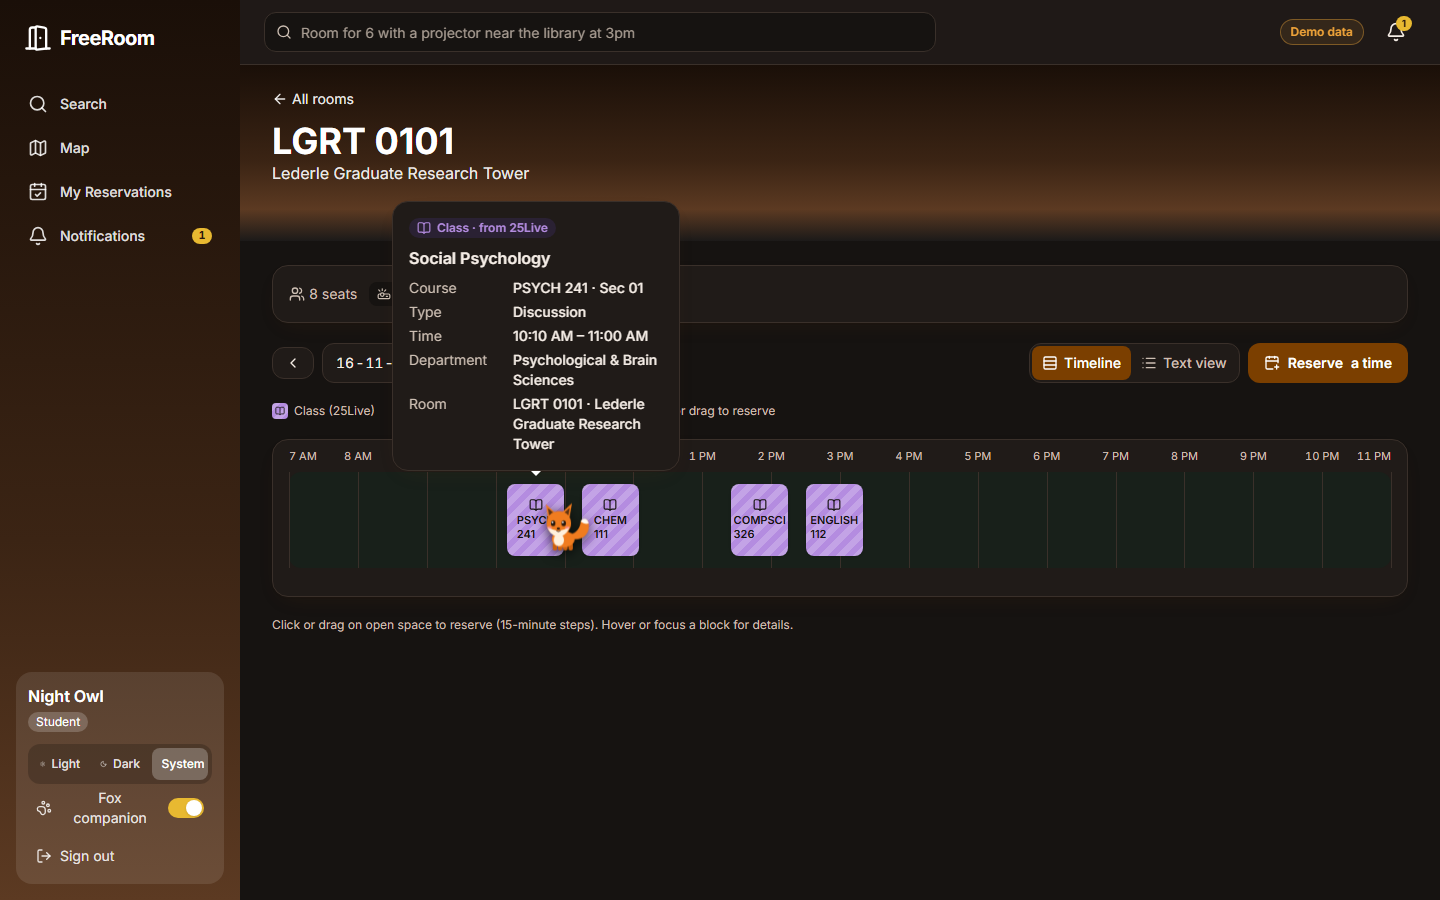 FreeRoom
Room for 6 with a projector near the library at 3pm
Demo data
1
Search
Map
My Reservations
Notifications
1
All rooms
LGRT 0101
Lederle Graduate Research Tower
Class · from 25Live
Social Psychology
Course PSYCH 241 · Sec 01
Type Discussion
Time 10:10 AM – 11:00 AM
Department Psychological & Brain
Sciences
Room LGRT 0101 · Lederle
Graduate Research
Tower
8 seats
16-11-
Timeline
Text view
Reserve a time
Class (25Live)
drag to reserve
7 AM 8 AM 1 PM 2 PM 3 PM 4 PM 5 PM 6 PM 7 PM 8 PM 9 PM 10 PM 11 PM
PSYC
241
CHEM
111
COMPSCI
326
ENGLISH
112
Click or drag on open space to reserve (15-minute steps). Hover or focus a block for details.
Night Owl
Student
Light Dark System
Fox
companion
Sign out